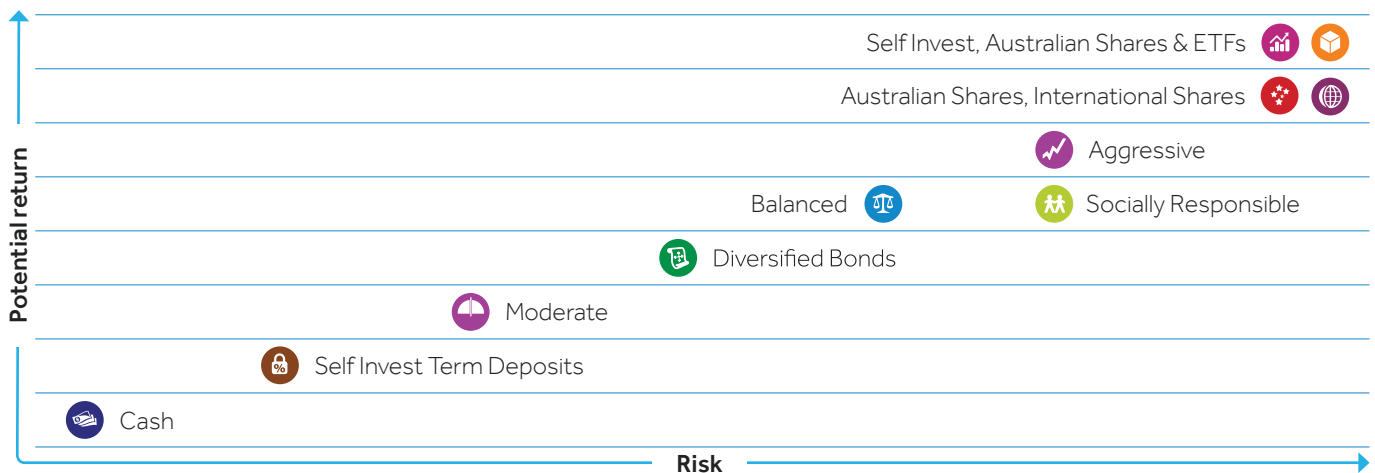 Self Invest, Australian Shares & ETFs
Australian Shares, International Shares
Aggressive
Balanced
Socially Responsible
Diversified Bonds
Moderate
%
Self Invest Term Deposits
Cash
Potential return
Risk